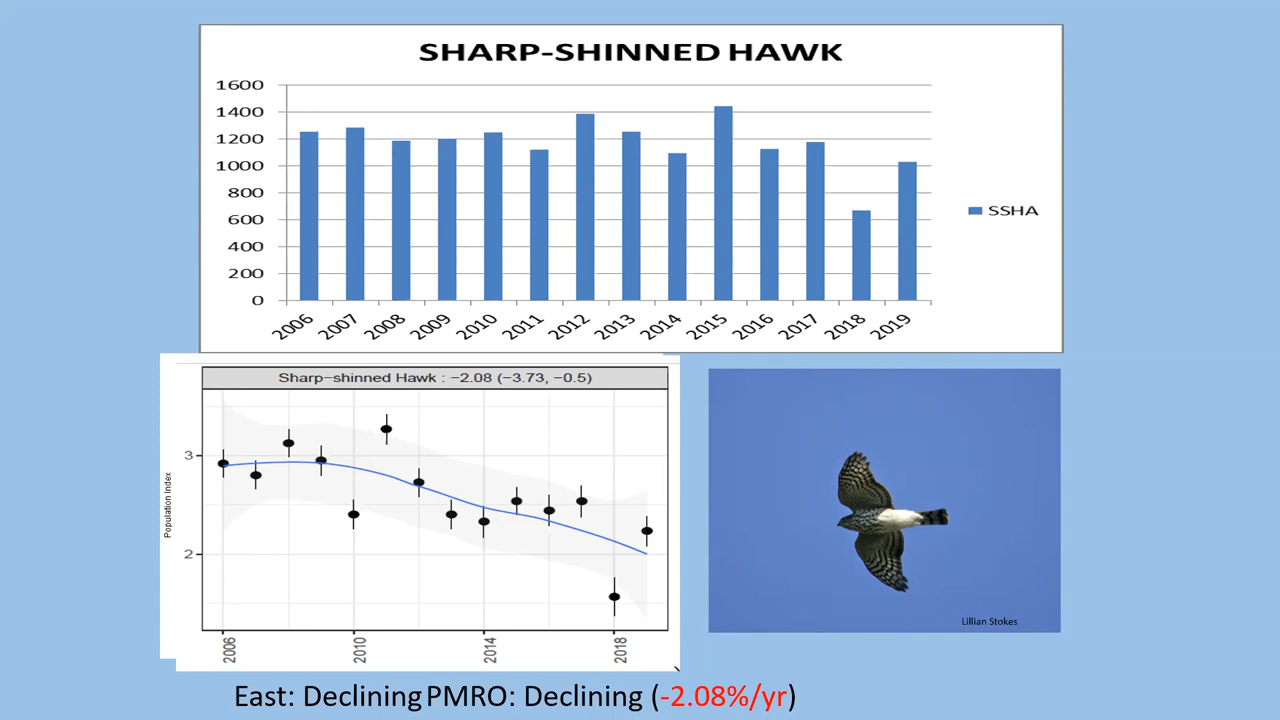 SHARP-SHINNED HAWK
1600
1400
1200
1000
800
600
400
200
0
2006 2007 2008 2009 2010 2011 2012 2013 2014 2015 2016 2017 2018 2019
SSHA
Sharp-shinned Hawk : −2.08 (−3.73, −0.5)
Population Index
3
2
2006 2010 2014 2018
Lillian Stokes
East: Declining PMRO: Declining (-2.08%/yr)